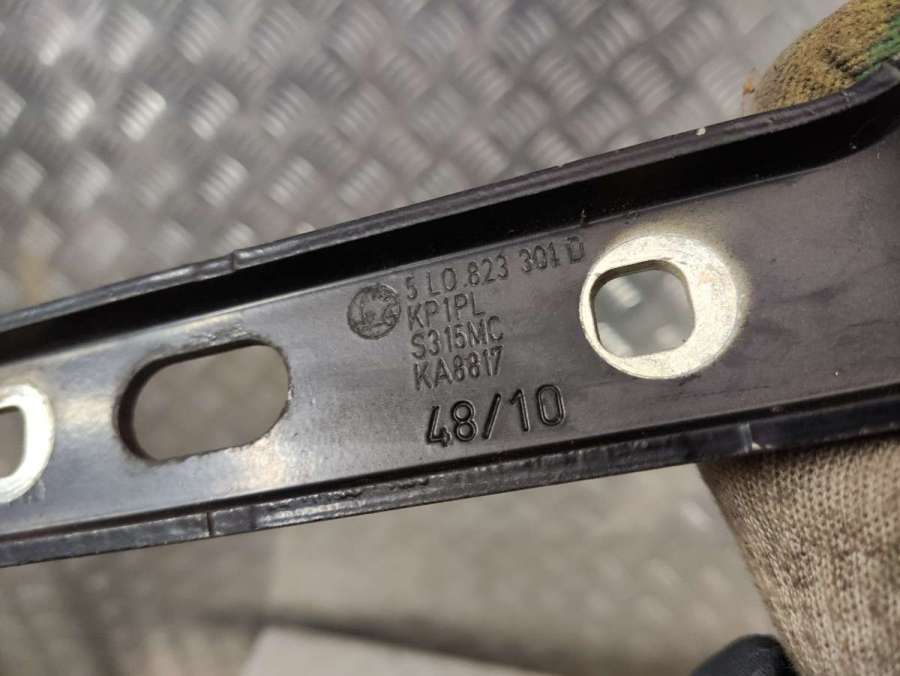 5 L0 823 301 D
KP1PL
S315MC
KA8817
48/10